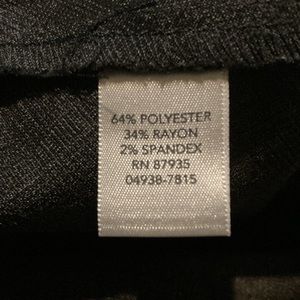 64% POLYESTER
34% RAYON
2% SPANDEX
RN 87935
04938-7815